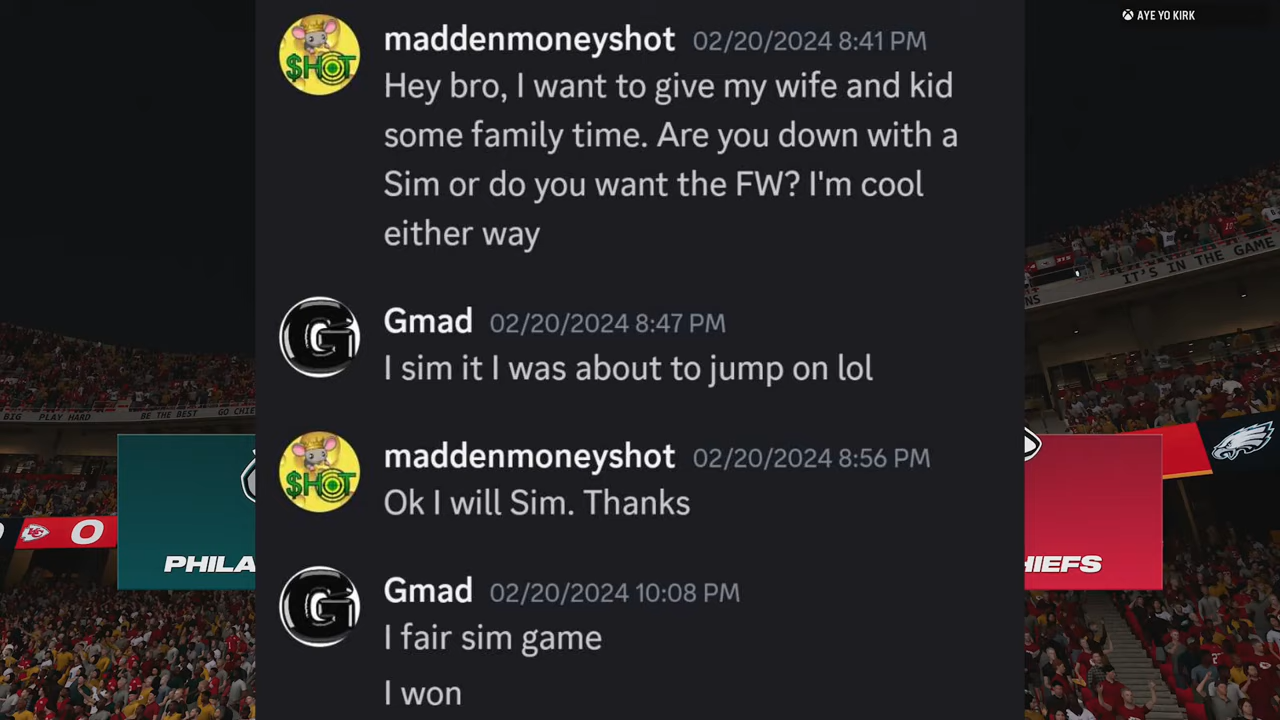 AYE YO KIRK
maddenmoneyshot 02/20/2024 8:41 PM
$HOT
Hey bro, I want to give my wife and kid
some family time. Are you down with a
Sim or do you want the FW? I'm cool
either way
IT'S IN THE GAME
Gmad 02/20/2024 8:47 PM
G
I sim it I was about to jump on lol
BIG PLAY HARD BE THE BEST GO CHIE
maddenmoneyshot 02/20/2024 8:56 PM
$HOT
Ok I will Sim. Thanks
0
PHILA
HIEFS
Gmad 02/20/2024 10:08 PM
G
I fair sim game
I won